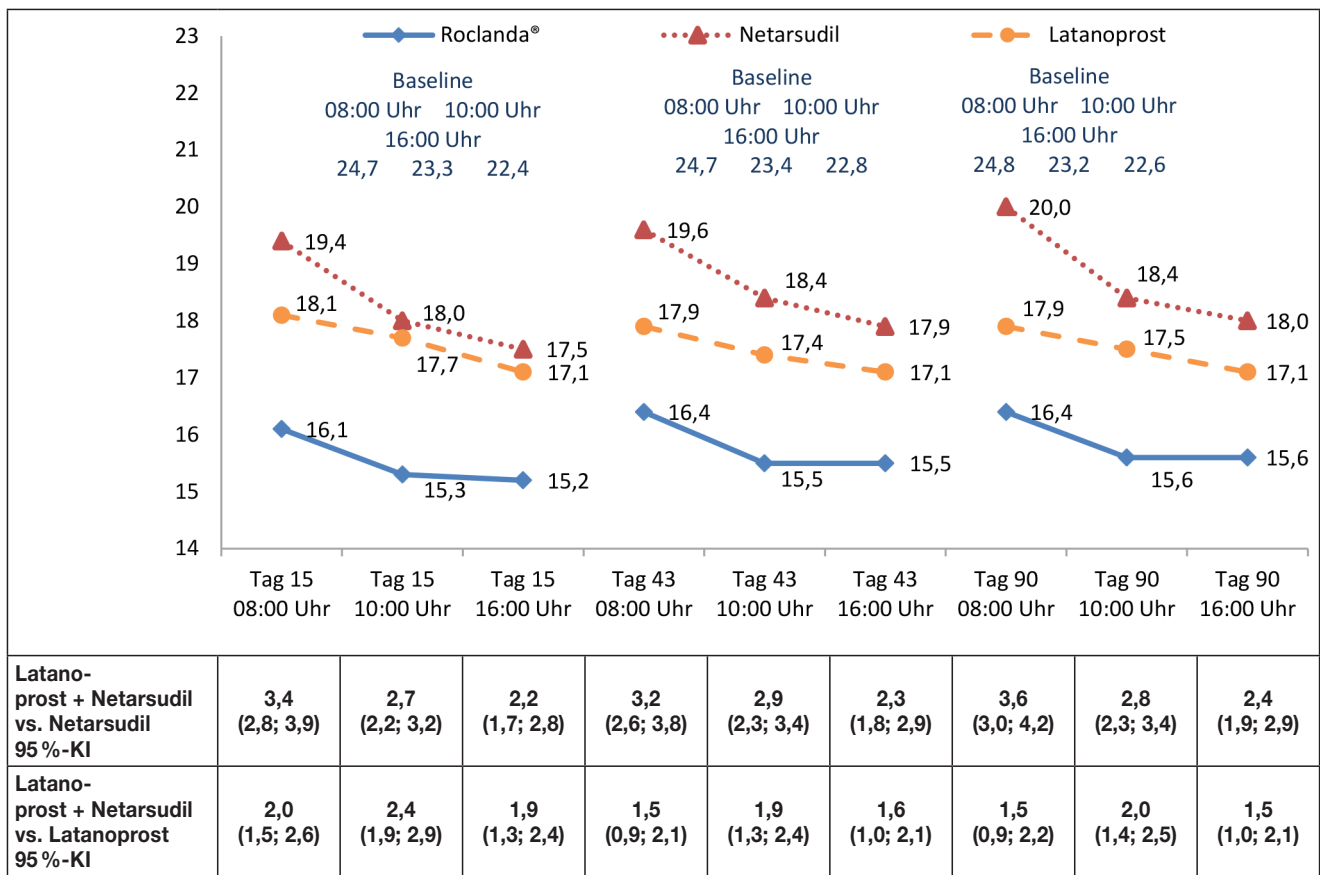 Roclanda® Netarsudil Latanoprost
23
22
21
20
19
18
17
16
15
14
Baseline
08:00 Uhr 10:00 Uhr
16:00 Uhr
24,7 23,3 22,4
Baseline
08:00 Uhr 10:00 Uhr
16:00 Uhr
24,7 23,4 22,8
Baseline
08:00 Uhr 10:00 Uhr
16:00 Uhr
24,8 23,2 22,6
19,4 18,0 17,5 19,6 18,4 17,9 20,0 18,4 18,0
18,1 17,7 17,1 17,9 17,4 17,1 17,9 17,5 17,1
16,1 15,3 15,2 16,4 15,5 15,5 16,4 15,6 15,6
Tag 15 Tag 15 Tag 15 Tag 43 Tag 43 Tag 43 Tag 90 Tag 90 Tag 90
08:00 Uhr 10:00 Uhr 16:00 Uhr 08:00 Uhr 10:00 Uhr 16:00 Uhr 08:00 Uhr 10:00 Uhr 16:00 Uhr
Latano-
prost + Netarsudil
vs. Netarsudil
95 %-KI
3,4 2,7 2,2 3,2 2,9 2,3 3,6 2,8 2,4
(2,8; 3,9) (2,2; 3,2) (1,7; 2,8) (2,6; 3,8) (2,3; 3,4) (1,8; 2,9) (3,0; 4,2) (2,3; 3,4) (1,9; 2,9)
Latano-
prost + Netarsudil
vs. Latanoprost
95 %-KI
2,0 2,4 1,9 1,5 1,9 1,6 1,5 2,0 1,5
(1,5; 2,6) (1,9; 2,9) (1,3; 2,4) (0,9; 2,1) (1,3; 2,4) (1,0; 2,1) (0,9; 2,2) (1,4; 2,5) (1,0; 2,1)